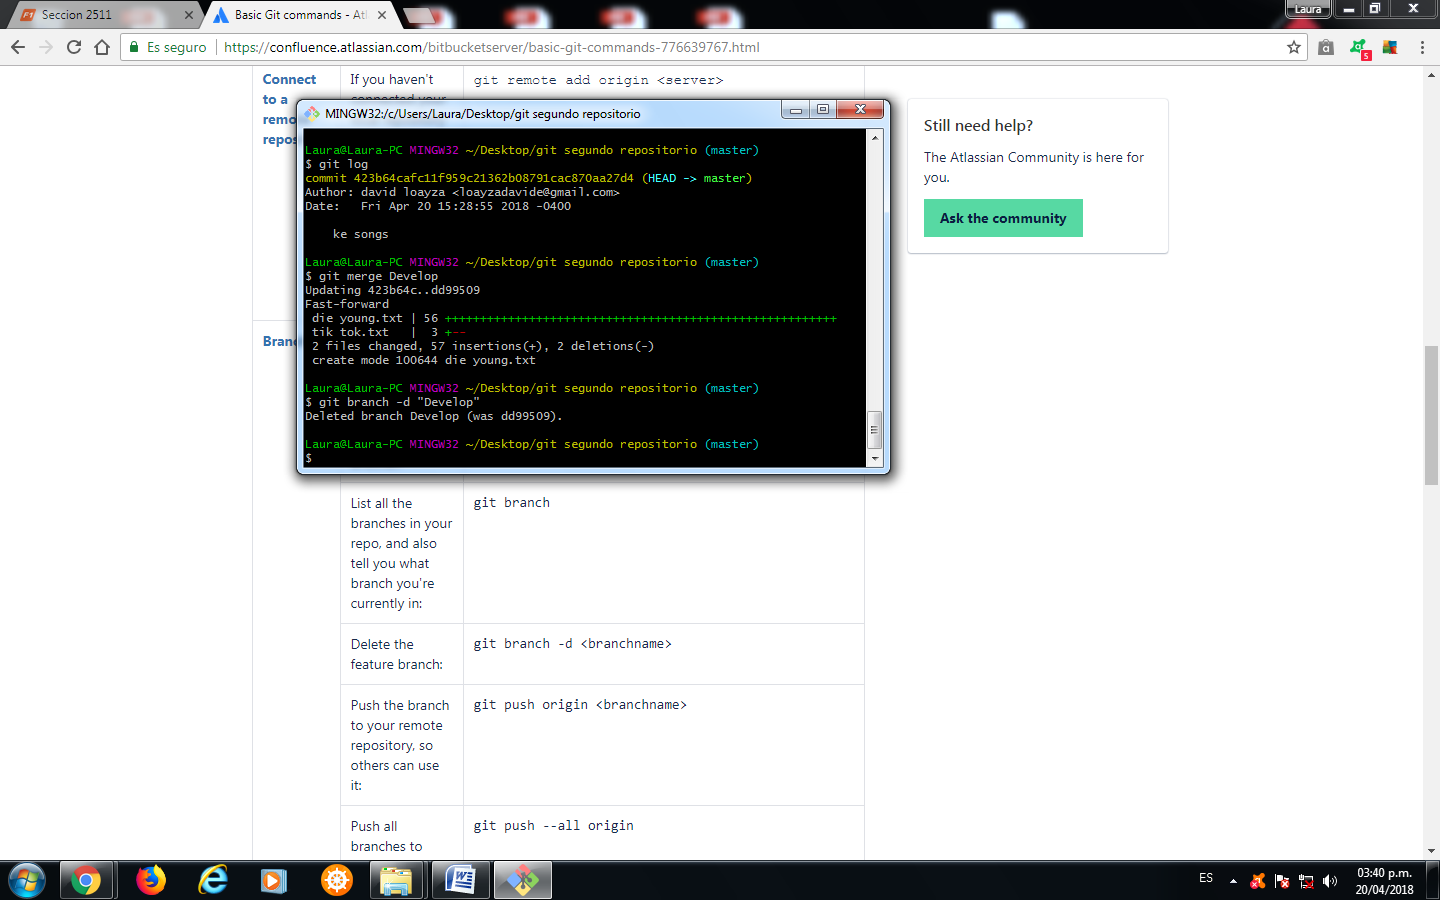 Seccion 2511
Basic Git commands - Atl
Laura
Es seguro
https://confluence.atlassian.com/bitbucketserver/basic-git-commands-776639767.html
5
Connect
to a
remo
repos
If you haven't
git remote add origin <server>
MINGW32:/c/Users/Laura/Desktop/git segundo repositorio
Laura@Laura-PC MINGW32 ~/Desktop/git segundo repositorio (master)
$ git log
commit 423b64cafc11f959c21362b08791cac870aa27d4 (HEAD -> master)
Author: david loayza <loayzadavide@gmail.com>
Date:   Fri Apr 20 15:28:55 2018 -0400
ke songs
Laura@Laura-PC MINGW32 ~/Desktop/git segundo repositorio (master)
$ git merge Develop
Updating 423b64c..dd99509
Fast-forward
die young.txt | 56 ++++++++++++++++++++++++++++++++++++++++++++++++++++++++
tik tok.txt   |  3 +--
2 files changed, 57 insertions(+), 2 deletions(-)
create mode 100644 die young.txt
Laura@Laura-PC MINGW32 ~/Desktop/git segundo repositorio (master)
$ git branch -d "Develop"
Deleted branch Develop (was dd99509).
Laura@Laura-PC MINGW32 ~/Desktop/git segundo repositorio (master)
$
Still need help?
The Atlassian Community is here for
you.
Ask the community
Bran
List all the
branches in your
repo, and also
tell you what
branch you're
currently in:
git branch
Delete the
feature branch:
git branch -d <branchname>
Push the branch
to your remote
repository, so
others can use
it:
git push origin <branchname>
Push all
branches to
git push --all origin
ES
03:40 p.m.
20/04/2018